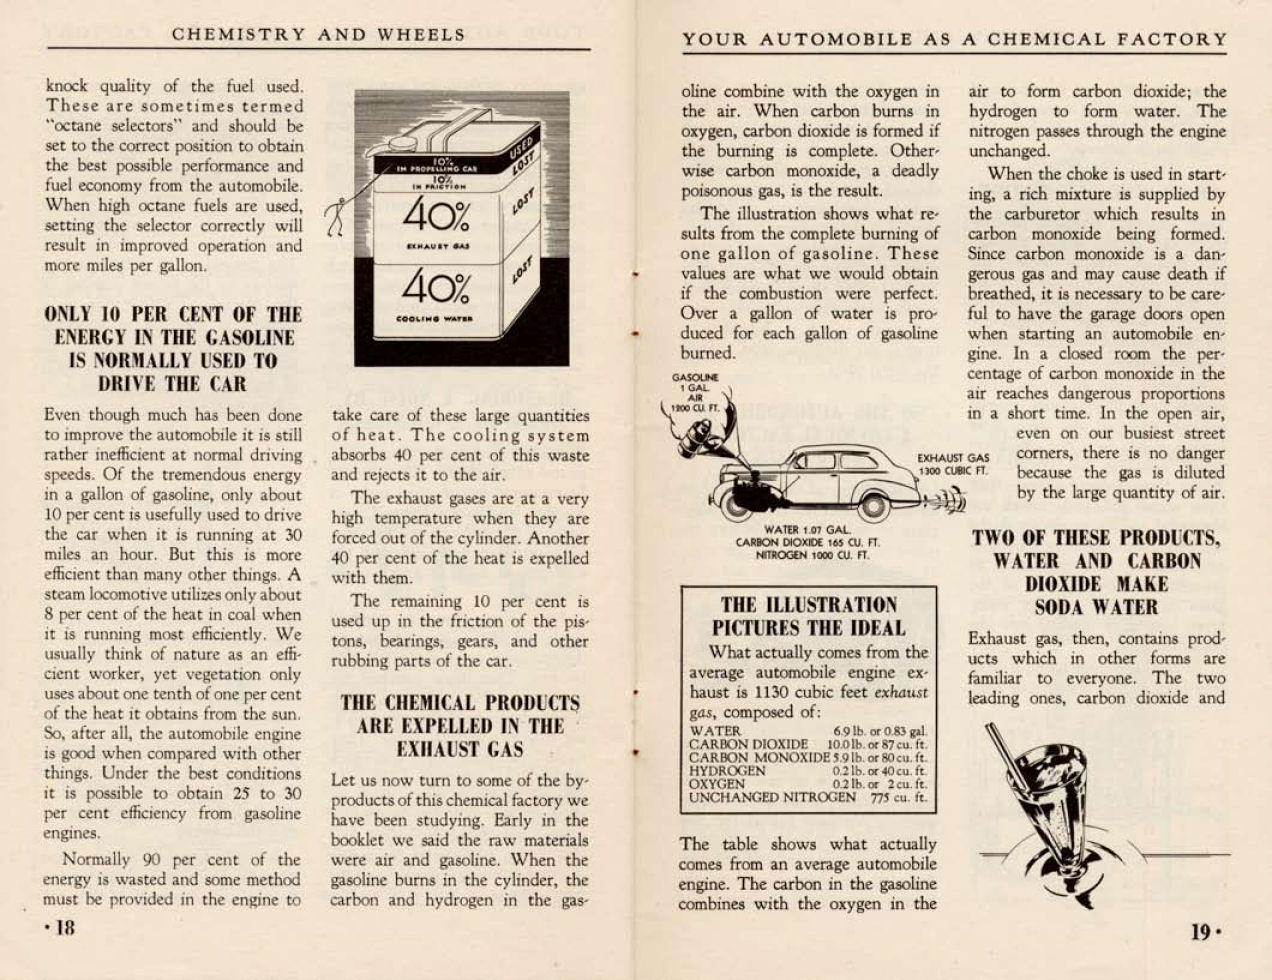 CHEMISTRY AND WHEELS
knock quality of the fuel used.
These are sometimes termed
"octane selectors" and should be
set to the correct position to obtain
the best possible performance and
fuel economy from the automobile.
When high octane fuels are used,
setting the selector correctly will
result in improved operation and
more miles per gallon.
ONLY 10 PER CENT OF THE
ENERGY IN THE GASOLINE
IS NORMALLY USED TO
DRIVE THE CAR
Even though much has been done
to improve the automobile it is still
rather inefficient at normal driving
speeds. Of the tremendous energy
in a gallon of gasoline, only about
10 per cent is usefully used to drive
the car when it is running at 30
miles an hour. But this is more
efficient than many other things. A
steam locomotive utilizes only about
8 per cent of the heat in coal when
it is running most efficiently. We
usually think of nature as an effi-
cient worker, yet vegetation only
uses about one tenth of one per cent
of the heat it obtains from the sun.
So, after all, the automobile engine
is good when compared with other
things. Under the best conditions
it is possible to obtain 25 to 30
per cent efficiency from gasoline
engines.
Normally 90 per cent of the
energy is wasted and some method
must be provided in the engine to
10%
IN PROPELLING CAR
USED
10%
IN FRICTION
LOST
40%
EXHAUST GAS
LOST
40%
COOLING WATER
LOST
take care of these large quantities
of heat. The cooling system
absorbs 40 per cent of this waste
and rejects it to the air.
The exhaust gases are at a very
high temperature when they are
forced out of the cylinder. Another
40 per cent of the heat is expelled
with them.
The remaining 10 per cent is
used up in the friction of the pis-
tons, bearings, gears, and other
rubbing parts of the car.
THE CHEMICAL PRODUCTS
ARE EXPELLED IN THE
EXHAUST GAS
Let us now turn to some of the by-
products of this chemical factory we
have been studying. Early in the
booklet we said the raw materials
were air and gasoline. When the
gasoline burns in the cylinder, the
carbon and hydrogen in the gas-
• 18
YOUR AUTOMOBILE AS A CHEMICAL FACTORY
oline combine with the oxygen in
the air. When carbon burns in
oxygen, carbon dioxide is formed if
the burning is complete. Other-
wise carbon monoxide, a deadly
poisonous gas, is the result.
The illustration shows what re-
sults from the complete burning of
one gallon of gasoline. These
values are what we would obtain
if the combustion were perfect.
Over a gallon of water is pro-
duced for each gallon of gasoline
burned.
GASOLINE
1 GAL.
AIR
1200 CU. FT.
EXHAUST GAS
1300 CUBIC FT.
WATER 1.07 GAL.
CARBON DIOXIDE 165 CU. FT.
NITROGEN 1000 CU. FT.
THE ILLUSTRATION
PICTURES THE IDEAL
What actually comes from the
average automobile engine ex-
haust is 1130 cubic feet exhaust
gas, composed of:
WATER 6.9 lb. or 0.83 gal.
CARBON DIOXIDE 10.0 lb. or 87 cu. ft.
CARBON MONOXIDE 5.9 lb. or 80 cu. ft.
HYDROGEN 0.2 lb. or 40 cu. ft.
OXYGEN 0.2 lb. or 2 cu. ft.
UNCHANGED NITROGEN 775 cu. ft.
The table shows what actually
comes from an average automobile
engine. The carbon in the gasoline
combines with the oxygen in the
air to form carbon dioxide; the
hydrogen to form water. The
nitrogen passes through the engine
unchanged.
When the choke is used in start-
ing, a rich mixture is supplied by
the carburetor which results in
carbon monoxide being formed.
Since carbon monoxide is a dan-
gerous gas and may cause death if
breathed, it is necessary to be care-
ful to have the garage doors open
when starting an automobile en-
gine. In a closed room the per-
centage of carbon monoxide in the
air reaches dangerous proportions
in a short time. In the open air,
even on our busiest street
corners, there is no danger
because the gas is diluted
by the large quantity of air.
TWO OF THESE PRODUCTS,
WATER AND CARBON
DIOXIDE MAKE
SODA WATER
Exhaust gas, then, contains prod-
ucts which in other forms are
familiar to everyone. The two
leading ones, carbon dioxide and
19 •